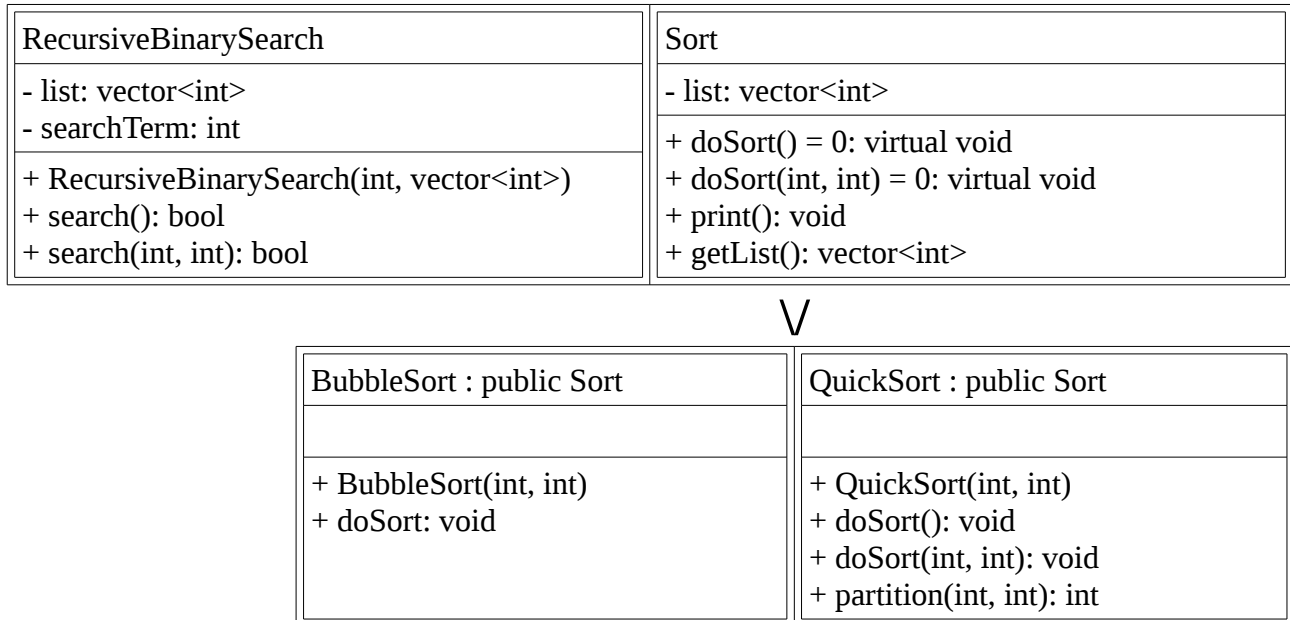 RecursiveBinarySearch
- list: vector<int>
- searchTerm: int
+ RecursiveBinarySearch(int, vector<int>)
+ search(): bool
+ search(int, int): bool
Sort
- list: vector<int>
+ doSort() = 0: virtual void
+ doSort(int, int) = 0: virtual void
+ print(): void
+ getList(): vector<int>
\/
BubbleSort : public Sort
+ BubbleSort(int, int)
+ doSort: void
QuickSort : public Sort
+ QuickSort(int, int)
+ doSort(): void
+ doSort(int, int): void
+ partition(int, int): int